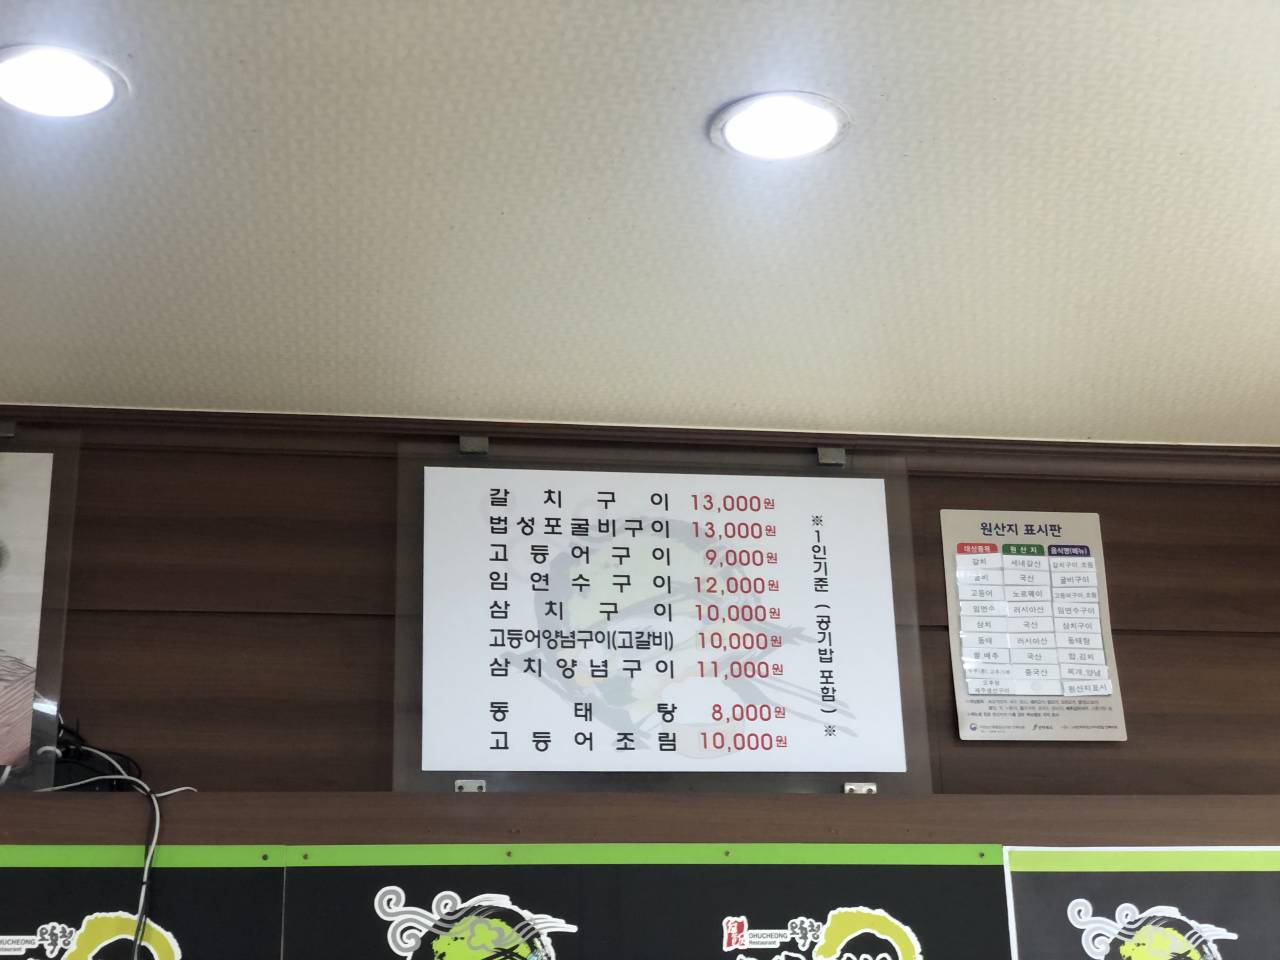 갈치구이 13,000원
법성포굴비구이 13,000원
고등어구이 9,000원
임연수구이 12,000원
삼치구이 10,000원
고등어양념구이(고갈비) 10,000원
삼치양념구이 11,000원
동태탕 8,000원
고등어조림 10,000원
※1인기준 (공기밥 포함) ※
원산지 표시판
대상품목 원산지 음식명(메뉴)
갈치 세네갈산 갈치구이,조림
굴비 국산 굴비구이
고등어 노르웨이 고등어구이,조림
임연수 러시아산 임연수구이
삼치 국산 삼치구이
동태 러시아산 동태탕
쌀,배추 국산 밥,김치
중국산 찌개,양념
원산지표시
OHUCHEONG
Restaurant
OHUCHEONG
Restaurant